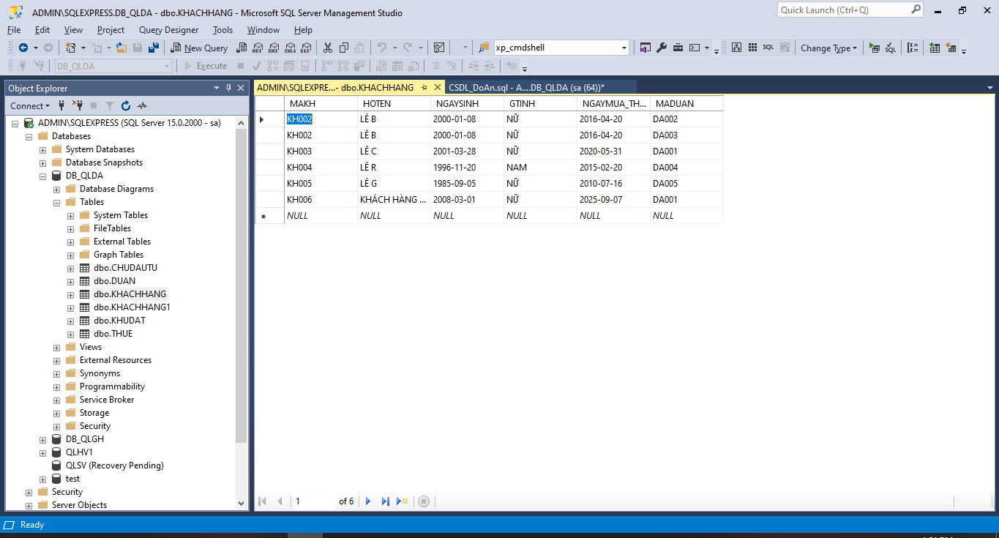 ADMIN\SQLEXPRESS.DB_QLDA - dbo.KHACHHANG - Microsoft SQL Server Management Studio
Quick Launch (Ctrl+Q)
File Edit View Project Query Designer Tools Window Help
New Query MDX DMX XMLA DAX xp_cmdshell SQL Change Type SQL
DB_QLDA Execute
Object Explorer
ADMIN\SQLEXPRE...- dbo.KHACHHANG CSDL_DoAn.sql - A....DB_QLDA (sa (64))*
Connect
ADMIN\SQLEXPRESS (SQL Server 15.0.2000 - sa)
Databases
System Databases
Database Snapshots
DB_QLDA
Database Diagrams
Tables
System Tables
FileTables
External Tables
Graph Tables
dbo.CHUDAUTU
dbo.DUAN
dbo.KHACHHANG
dbo.KHACHHANG1
dbo.KHUDAT
dbo.THUE
Views
External Resources
Synonyms
Programmability
Service Broker
Storage
Security
DB_QLGH
QLHV1
QLSV (Recovery Pending)
test
Security
Server Objects
MAKH HOTEN NGAYSINH GTINH NGAYMUA_TH... MADUAN
KH002 LÊ B 2000-01-08 NỮ 2016-04-20 DA002
KH002 LÊ B 2000-01-08 NỮ 2016-04-20 DA003
KH003 LÊ C 2001-03-28 NỮ 2020-05-31 DA001
KH004 LÊ R 1996-11-20 NAM 2015-02-20 DA004
KH005 LÊ G 1985-09-05 NỮ 2010-07-16 DA005
KH006 KHÁCH HÀNG ... 2008-03-01 NỮ 2025-09-07 DA001
NULL NULL NULL NULL NULL NULL
1 of 6
Ready